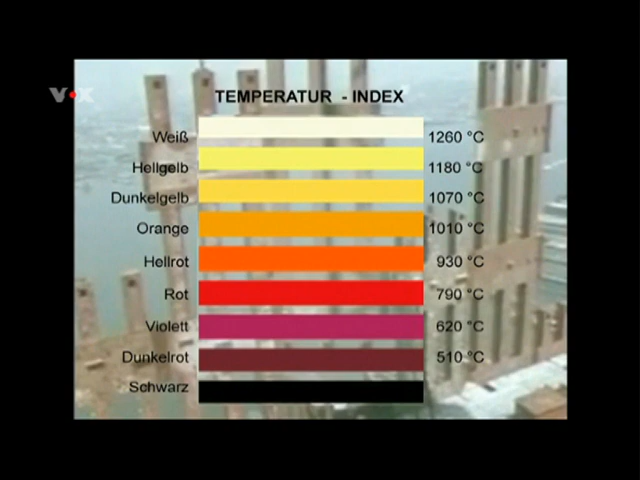 VOX
TEMPERATUR - INDEX
Weiß 1260 °C
Hellgelb 1180 °C
Dunkelgelb 1070 °C
Orange 1010 °C
Hellrot 930 °C
Rot 790 °C
Violett 620 °C
Dunkelrot 510 °C
Schwarz